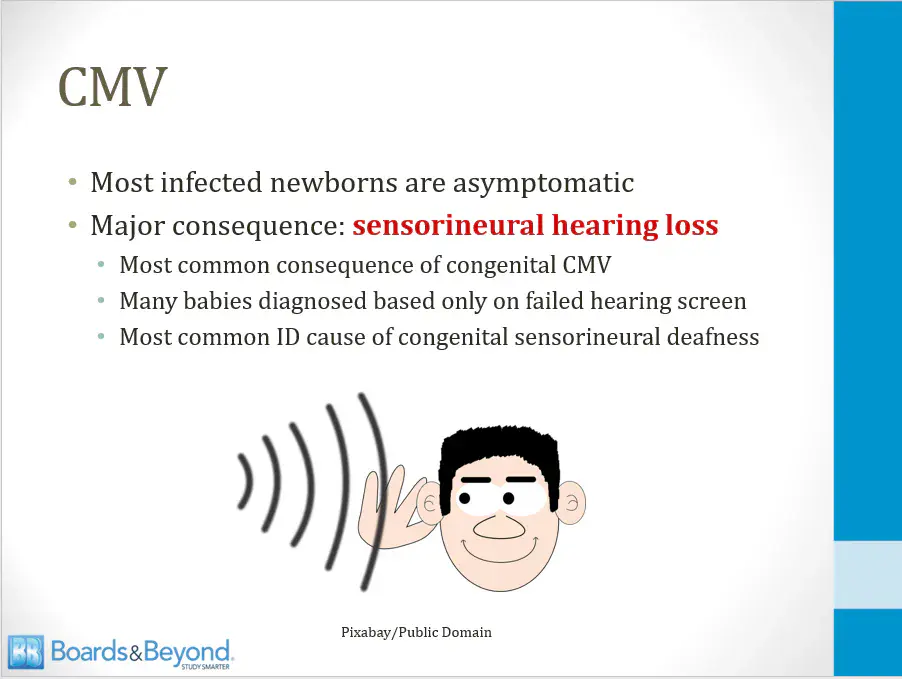 CMV
Most infected newborns are asymptomatic
Major consequence: sensorineural hearing loss
Most common consequence of congenital CMV
Many babies diagnosed based only on failed hearing screen
Most common ID cause of congenital sensorineural deafness
Pixabay/Public Domain
BB Boards&Beyond.
STUDY SMARTER